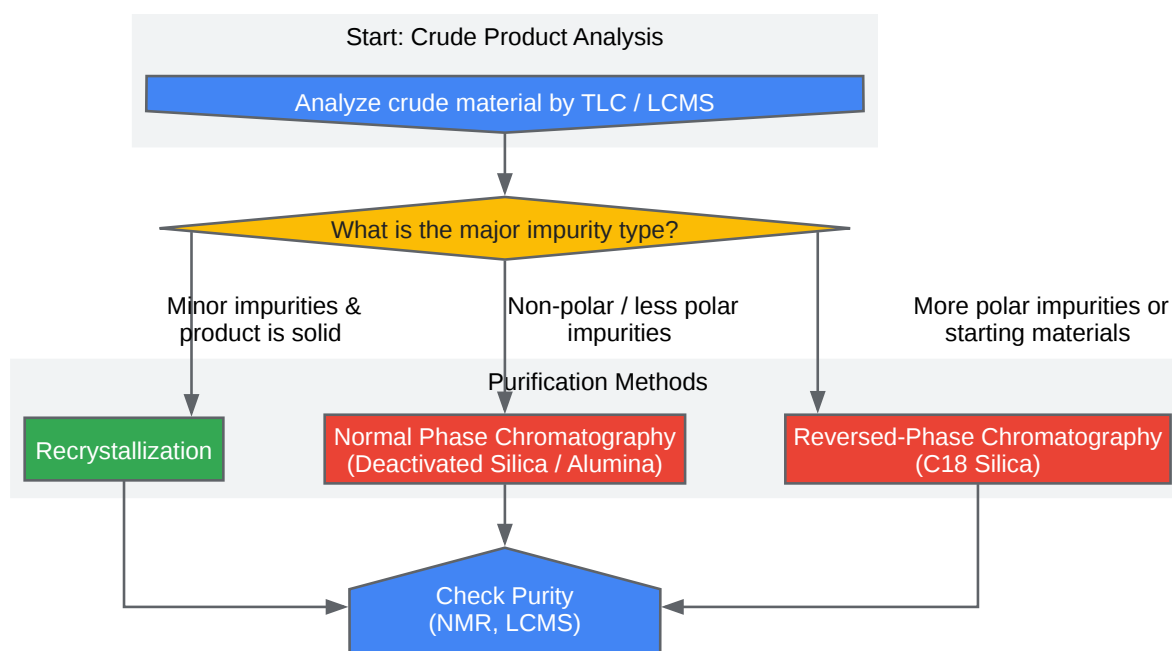 Start: Crude Product Analysis
Analyze crude material by TLC / LCMS
What is the major impurity type?
Minor impurities &
product is solid
Non-polar / less polar
impurities
More polar impurities or
starting materials
Purification Methods
Recrystallization
Normal Phase Chromatography
(Deactivated Silica / Alumina)
Reversed-Phase Chromatography
(C18 Silica)
Check Purity
(NMR, LCMS)